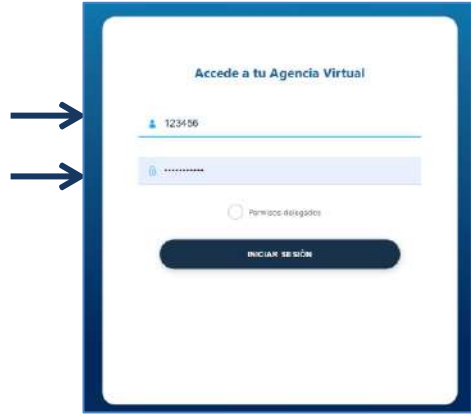 Accede a tu Agencia Virtual
123456
•••••••••••
Permisos delegados
INICIAR SESIÓN